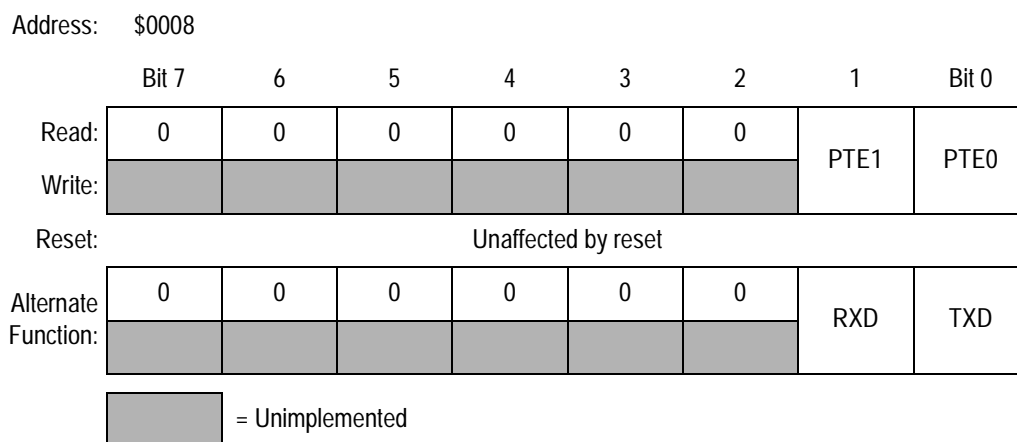 Address: $0008
Bit 7 6 5 4 3 2 1 Bit 0
Read: 0 0 0 0 0 0 PTE1 PTE0
Write:
Reset: Unaffected by reset
Alternate Function: 0 0 0 0 0 0 RXD TXD
= Unimplemented